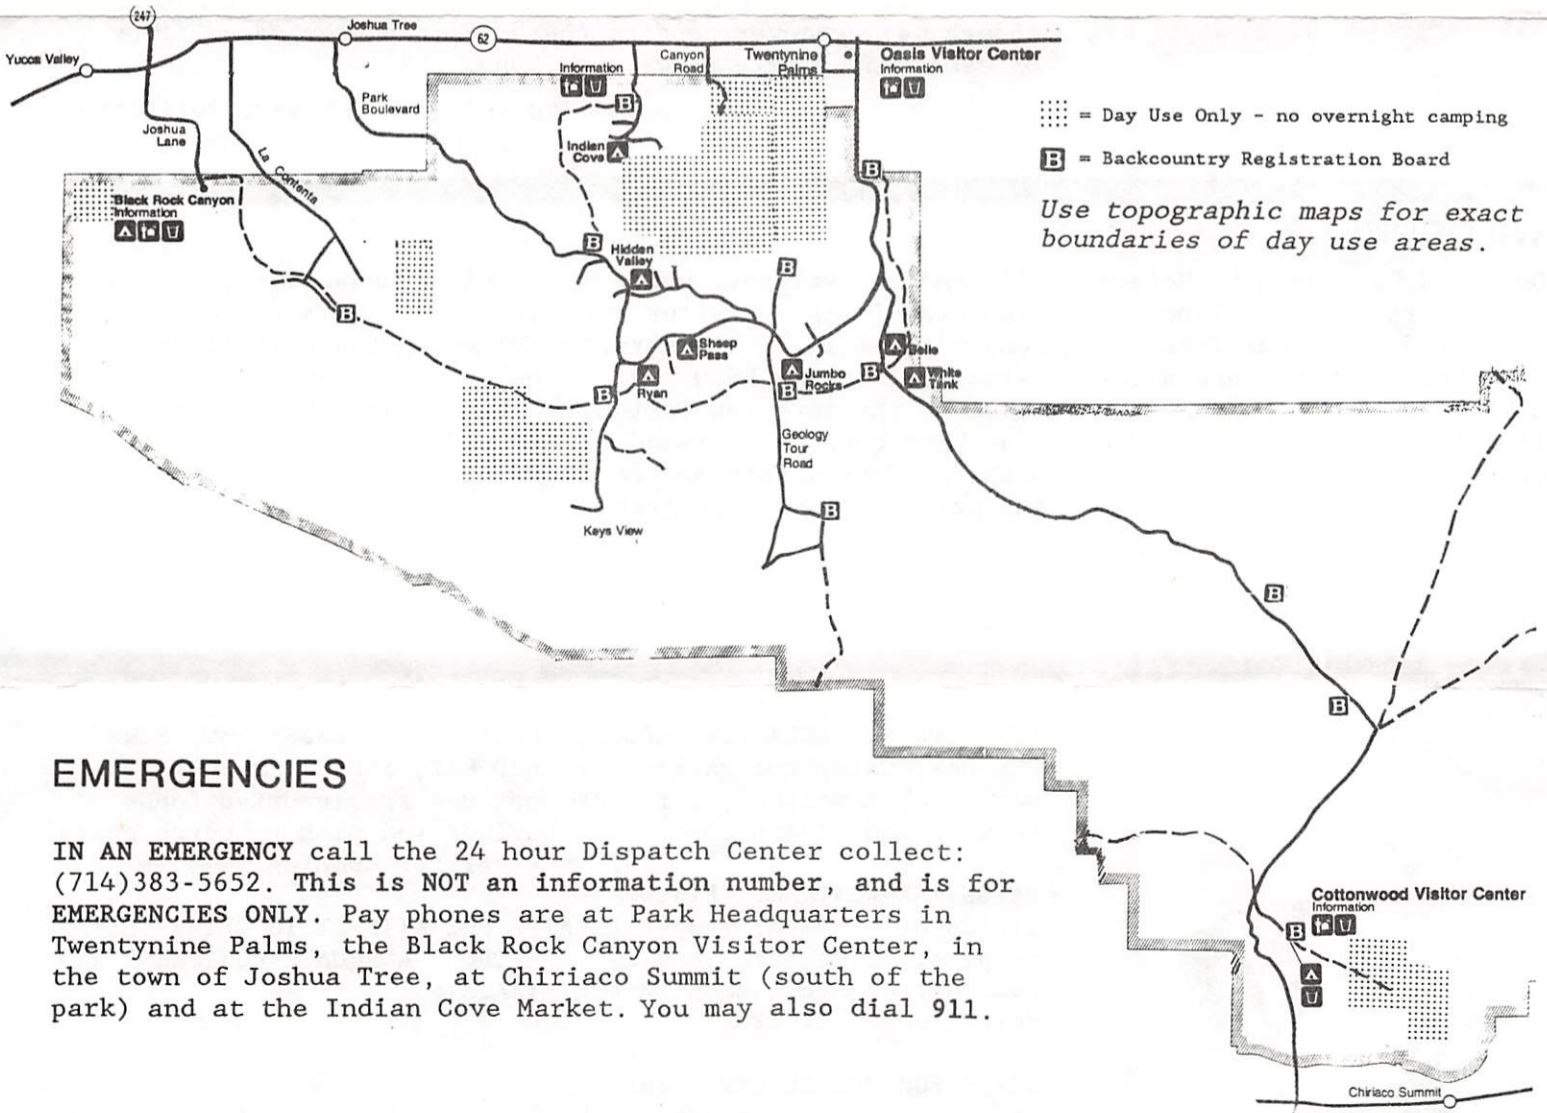 247
Joshua Tree
62
Yucca Valley
Canyon
Road
Twentynine
Palms
Oasis Visitor Center
Information
Information
B
Park
Boulevard
Joshua
Lane
Indian
Cove
La Contenta
= Day Use Only - no overnight camping
B = Backcountry Registration Board
Use topographic maps for exact
boundaries of day use areas.
B
Black Rock Canyon
Information
B
Hidden
Valley
B
B
Sheep
Pass
Belle
B
Ryan
Jumbo
Rocks
B
B
White
Tank
Geology
Tour
Road
B
Keys View
B
B
EMERGENCIES
IN AN EMERGENCY call the 24 hour Dispatch Center collect:
(714)383-5652. This is NOT an information number, and is for
EMERGENCIES ONLY. Pay phones are at Park Headquarters in
Twentynine Palms, the Black Rock Canyon Visitor Center, in
the town of Joshua Tree, at Chiriaco Summit (south of the
park) and at the Indian Cove Market. You may also dial 911.
Cottonwood Visitor Center
Information
B
Chiriaco Summit